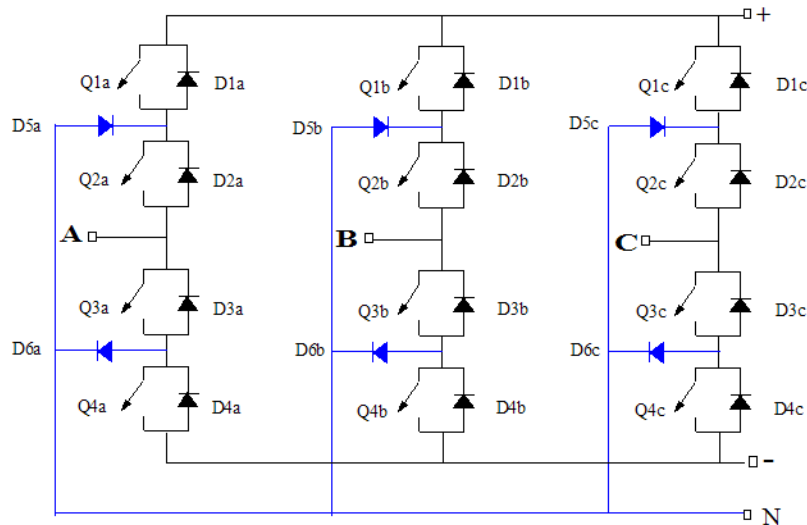 +
Q1a D1a Q1b D1b Q1c D1c
D5a D5b D5c
Q2a D2a Q2b D2b Q2c D2c
A B C
Q3a D3a Q3b D3b Q3c D3c
D6a D6b D6c
Q4a D4a Q4b D4b Q4c D4c
-
N